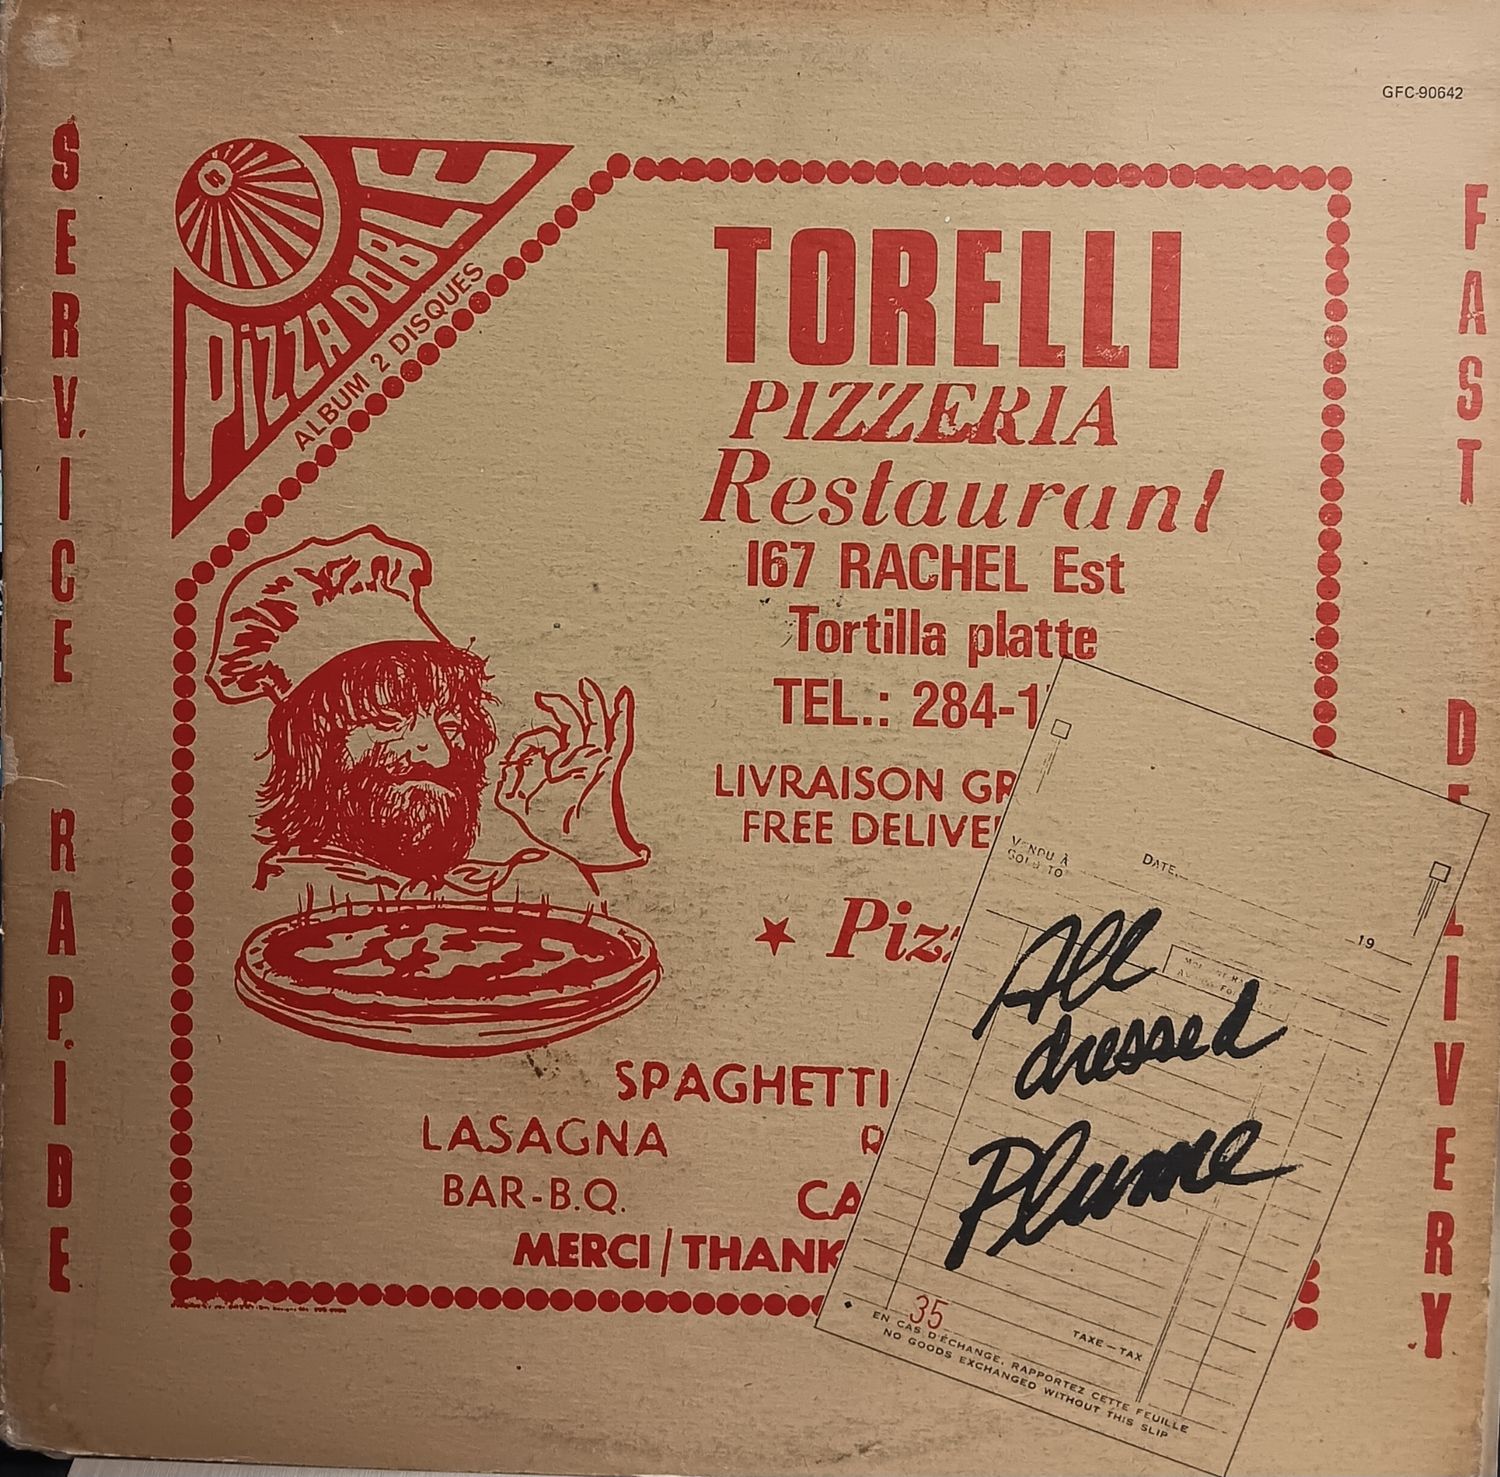 GFC-90642
SERVICE RAPIDE
PIZZA DOBLE
ALBUM 2 DISQUES
TORELLI
PIZZERIA
Restaurant
167 RACHEL Est
Tortilla platte
TEL.: 284-1
LIVRAISON GR
FREE DELIVE
★ Piz
SPAGHETTI
LASAGNA R
BAR-B.Q. CA
MERCI/THANK
FAST DELIVERY
VENDU À
SOLD TO
DATE
19
All
dressed
Plume
35
TAXE-TAX
EN CAS D'ÉCHANGE, RAPPORTEZ CETTE FEUILLE
NO GOODS EXCHANGED WITHOUT THIS SLIP